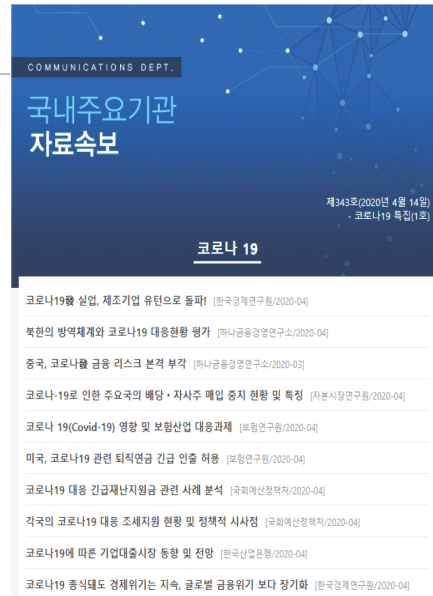 COMMUNICATIONS DEPT.
국내주요기관
자료속보
제343호(2020년 4월 14일)
- 코로나19 특집(1호)
코로나 19
코로나19發 실업, 제조기업 유턴으로 돌파! [한국경제연구원/2020-04]
북한의 방역체계와 코로나19 대응현황 평가 [하나금융경영연구소/2020-04]
중국, 코로나發 금융 리스크 본격 부각 [하나금융경영연구소/2020-03]
코로나-19로 인한 주요국의 배당・자사주 매입 중지 현황 및 특징 [자본시장연구원/2020-04]
코로나 19(Covid-19) 영향 및 보험산업 대응과제 [보험연구원/2020-04]
미국, 코로나19 관련 퇴직연금 긴급 인출 허용 [보험연구원/2020-04]
코로나19 대응 긴급재난지원금 관련 사례 분석 [국회예산정책처/2020-04]
각국의 코로나19 대응 조세지원 현황 및 정책적 시사점 [국회예산정책처/2020-04]
코로나19에 따른 기업대출시장 동향 및 전망 [한국산업은행/2020-04]
코로나19 종식돼도 경제위기는 지속, 글로벌 금융위기 보다 장기화 [한국경제연구원/2020-04]